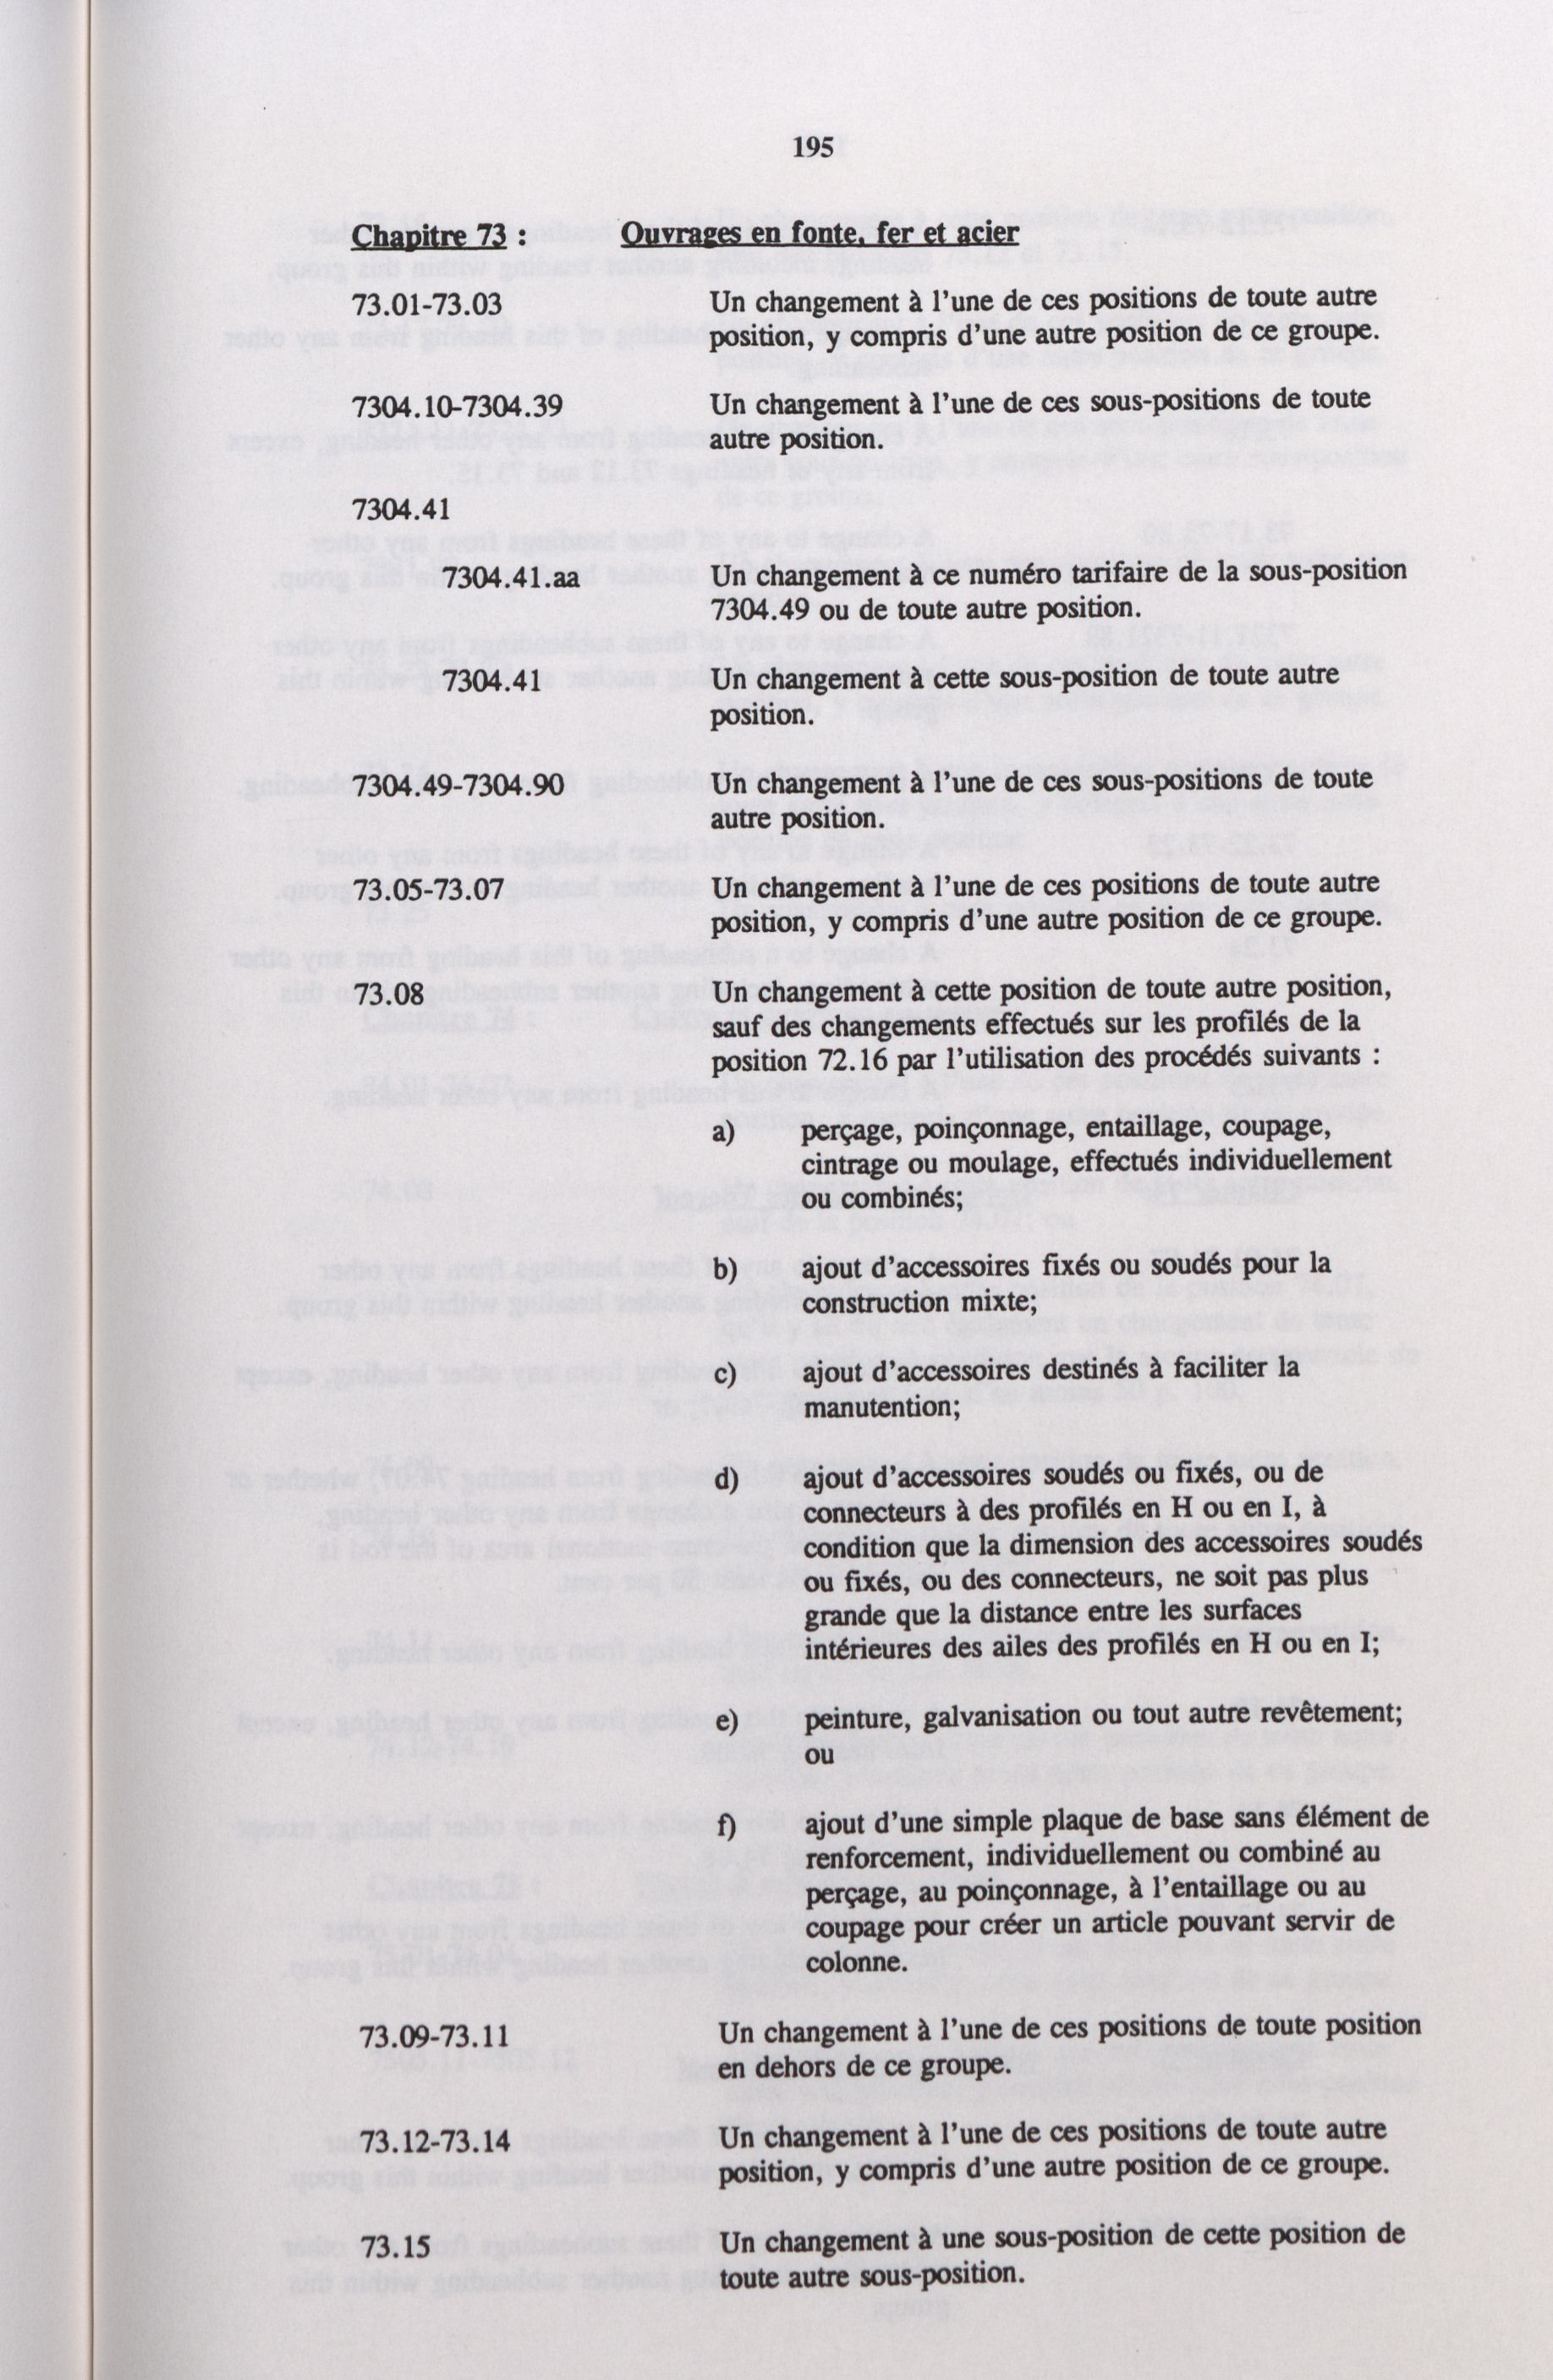 195
Chapitre 73 : Ouvrages en fonte, fer et acier
73.01-73.03 Un changement à l'une de ces positions de toute autre
position, y compris d'une autre position de ce groupe.
7304.10-7304.39 Un changement à l'une de ces sous-positions de toute
autre position.
7304.41
7304.41.aa Un changement à ce numéro tarifaire de la sous-position
7304.49 ou de toute autre position.
7304.41 Un changement à cette sous-position de toute autre
position.
7304.49-7304.90 Un changement à l'une de ces sous-positions de toute
autre position.
73.05-73.07 Un changement à l'une de ces positions de toute autre
position, y compris d'une autre position de ce groupe.
73.08 Un changement à cette position de toute autre position,
sauf des changements effectués sur les profilés de la
position 72.16 par l'utilisation des procédés suivants :
a) perçage, poinçonnage, entaillage, coupage,
cintrage ou moulage, effectués individuellement
ou combinés;
b) ajout d'accessoires fixés ou soudés pour la
construction mixte;
c) ajout d'accessoires destinés à faciliter la
manutention;
d) ajout d'accessoires soudés ou fixés, ou de
connecteurs à des profilés en H ou en I, à
condition que la dimension des accessoires soudés
ou fixés, ou des connecteurs, ne soit pas plus
grande que la distance entre les surfaces
intérieures des ailes des profilés en H ou en I;
e) peinture, galvanisation ou tout autre revêtement;
ou
f) ajout d'une simple plaque de base sans élément de
renforcement, individuellement ou combiné au
perçage, au poinçonnage, à l'entaillage ou au
coupage pour créer un article pouvant servir de
colonne.
73.09-73.11 Un changement à l'une de ces positions de toute position
en dehors de ce groupe.
73.12-73.14 Un changement à l'une de ces positions de toute autre
position, y compris d'une autre position de ce groupe.
73.15 Un changement à une sous-position de cette position de
toute autre sous-position.